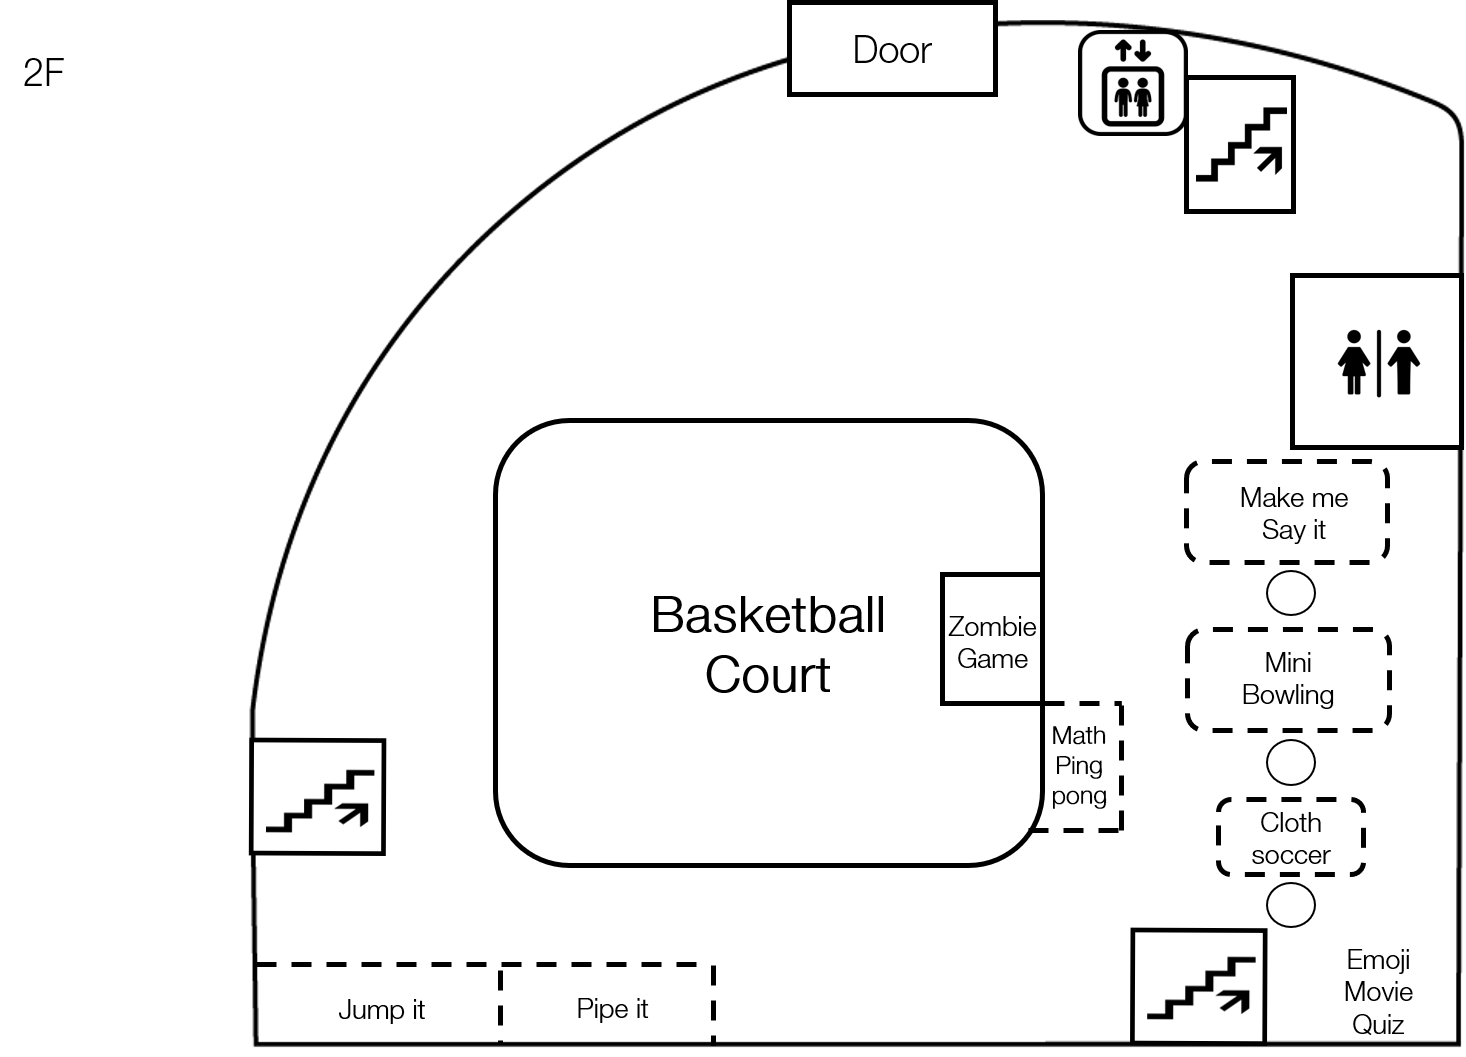 2F
Door
Make me
Say it
Basketball
Court
Zombie
Game
Mini
Bowling
Math
Ping
pong
Cloth
soccer
Jump it
Pipe it
Emoji
Movie
Quiz